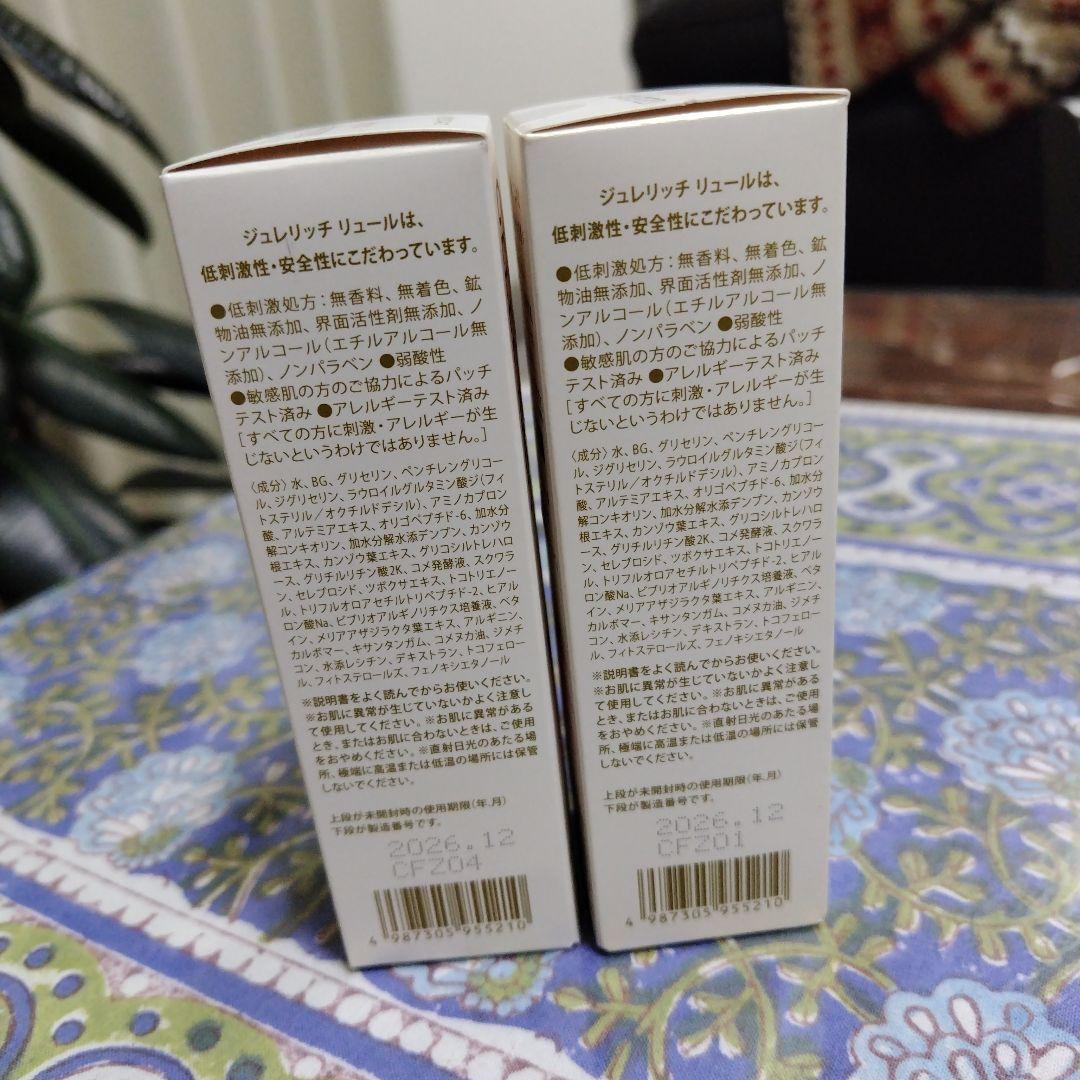 ジュレリッチ リュールは、
低刺激性・安全性にこだわっています。
●低刺激処方：無香料、無着色、鉱
物油無添加、界面活性剤無添加、ノ
ンアルコール（エチルアルコール無
添加）、ノンパラベン ●弱酸性
●敏感肌の方のご協力によるパッチ
テスト済み ●アレルギーテスト済み
［すべての方に刺激・アレルギーが生
じないというわけではありません。］
〈成分〉水、BG、グリセリン、ペンチレングリコー
ル、ジグリセリン、ラウロイルグルタミン酸ジ（フィ
トステリル／オクチルドデシル）、アミノカプロン
酸、アルテミアエキス、オリゴペプチド-6、加水分
解コンキオリン、加水分解水添デンプン、カンゾウ
根エキス、カンゾウ葉エキス、グリコシルトレハロ
ース、グリチルリチン酸2K、コメ発酵液、スクワラ
ン、セレブロシド、ツボクサエキス、トコトリエノー
ル、トリフルオロアセチルトリペプチド-2、ヒアル
ロン酸Na、ビブリオアルギノリチクス培養液、ベタ
イン、メリアアザジラクタ葉エキス、アルギニン、
カルボマー、キサンタンガム、コメヌカ油、ジメチ
コン、水添レシチン、デキストラン、トコフェロー
ル、フィトステロールズ、フェノキシエタノール
※説明書をよく読んでからお使いください。
※お肌に異常が生じていないかよく注意し
て使用してください。※お肌に異常がある
とき、またはお肌に合わないときは、ご使用
をおやめください。※直射日光のあたる場
所、極端に高温または低温の場所には保管
しないでください。
上段が未開封時の使用期限（年.月）
下段が製造番号です。
2026.12
CFZ04
4 987305 955210
ジュレリッチ リュールは、
低刺激性・安全性にこだわっています。
●低刺激処方：無香料、無着色、鉱
物油無添加、界面活性剤無添加、ノ
ンアルコール（エチルアルコール無
添加）、ノンパラベン ●弱酸性
●敏感肌の方のご協力によるパッチ
テスト済み ●アレルギーテスト済み
［すべての方に刺激・アレルギーが生
じないというわけではありません。］
〈成分〉水、BG、グリセリン、ペンチレングリコー
ル、ジグリセリン、ラウロイルグルタミン酸ジ（フィ
トステリル／オクチルドデシル）、アミノカプロン
酸、アルテミアエキス、オリゴペプチド-6、加水分
解コンキオリン、加水分解水添デンプン、カンゾウ
根エキス、カンゾウ葉エキス、グリコシルトレハロ
ース、グリチルリチン酸2K、コメ発酵液、スクワラ
ン、セレブロシド、ツボクサエキス、トコトリエノー
ル、トリフルオロアセチルトリペプチド-2、ヒアル
ロン酸Na、ビブリオアルギノリチクス培養液、ベタ
イン、メリアアザジラクタ葉エキス、アルギニン、
カルボマー、キサンタンガム、コメヌカ油、ジメチ
コン、水添レシチン、デキストラン、トコフェロー
ル、フィトステロールズ、フェノキシエタノール
※説明書をよく読んでからお使いください。
※お肌に異常が生じていないかよく注意し
て使用してください。※お肌に異常がある
とき、またはお肌に合わないときは、ご使用
をおやめください。※直射日光のあたる場
所、極端に高温または低温の場所には保管
しないでください。
上段が未開封時の使用期限（年.月）
下段が製造番号です。
2026.12
CFZ01
4 987305 955210